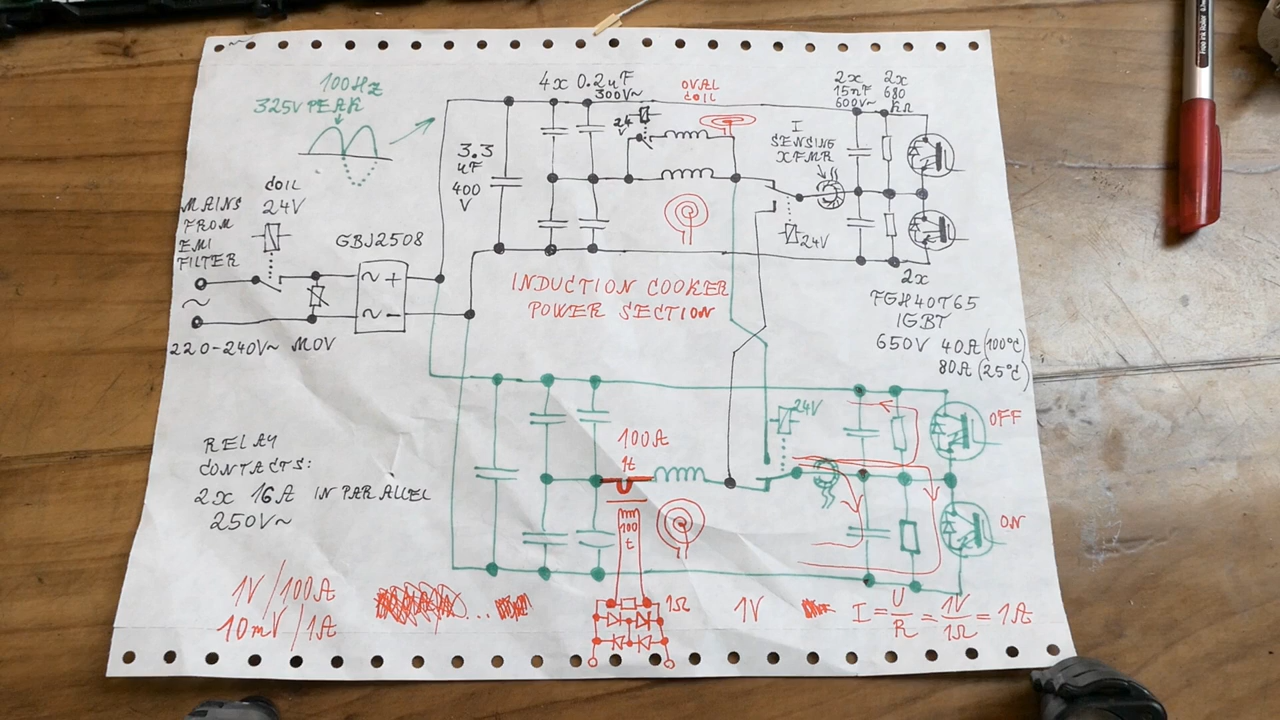 100HZ
325V PEAK
4x 0.2uF
300V~
24
V
OVAL
COIL
2x
15nF
600V~
2x
680
kΩ
I
SENSING
XFMR
3.3
uF
400
V
COIL
24V
MAINS
FROM
EMI
FILTER
GBJ2508
~ +
~ -
~
220-240V~ MOV
24V
INDUCTION COOKER
POWER SECTION
2x
FGH40T65
IGBT
650V 40A (100°C)
80A (25°C)
24V
OFF
100A
1t
RELAY
CONTACTS:
2x 16A IN PARALLEL
250V~
100
t
ON
1V/100A
10mV/1A
...
1Ω
1V
I = U/R = 1V/1Ω = 1A